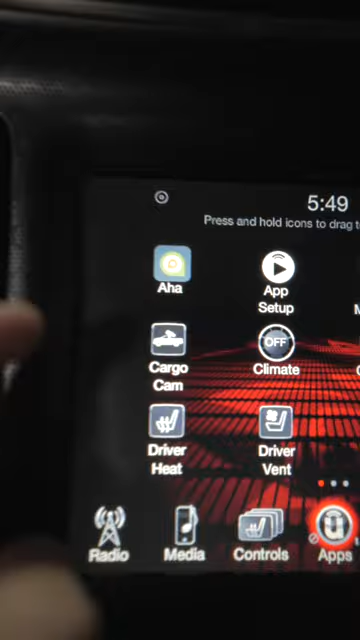 5:49
Press and hold icons to drag
Aha
App
Setup
Cargo
Cam
OFF
Climate
Driver
Heat
Driver
Vent
Radio
Media
Controls
Apps